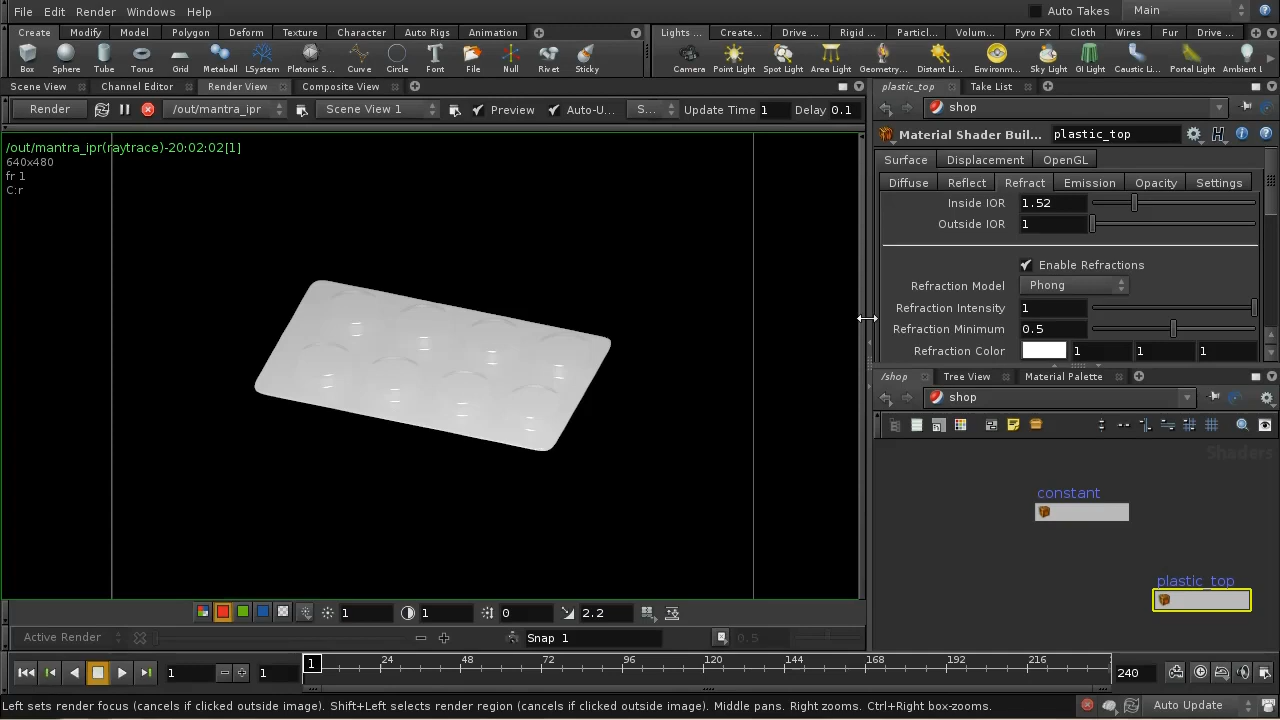 File Edit Render Windows Help Auto Takes Main
Create Modify Model Polygon Deform Texture Character Auto Rigs Animation Lights ... Create... Drive ... Rigid ... Particl... Volum... Pyro FX Cloth Wires Fur Drive ...
Box Sphere Tube Torus Grid Metaball LSystem Platonic S... Curve Circle Font File Null Rivet Sticky Camera Point Light Spot Light Area Light Geometry... Distant Li... Environm... Sky Light GI Light Caustic Li... Portal Light Ambient L
Scene View Channel Editor Render View Composite View plastic_top Take List
Render /out/mantra_ipr Scene View 1 Preview Auto-U... S... Update Time 1 Delay 0.1 shop
Material Shader Buil... plastic_top
/out/mantra_ipr(raytrace)-20:02:02[1]
640x480
fr 1
C:r
Surface Displacement OpenGL
Diffuse Reflect Refract Emission Opacity Settings
Inside IOR 1.52
Outside IOR 1
Enable Refractions
Refraction Model Phong
Refraction Intensity 1
Refraction Minimum 0.5
Refraction Color 1 1 1
/shop Tree View Material Palette
shop
Shaders
constant
plastic_top
1 1 0 2.2
Active Render Snap 1 0.5
1 1 1 24 48 72 96 120 144 168 192 216 240
Left sets render focus (cancels if clicked outside image). Shift+Left selects render region (cancels if clicked outside image). Middle pans. Right zooms. Ctrl+Right box-zooms. Auto Update